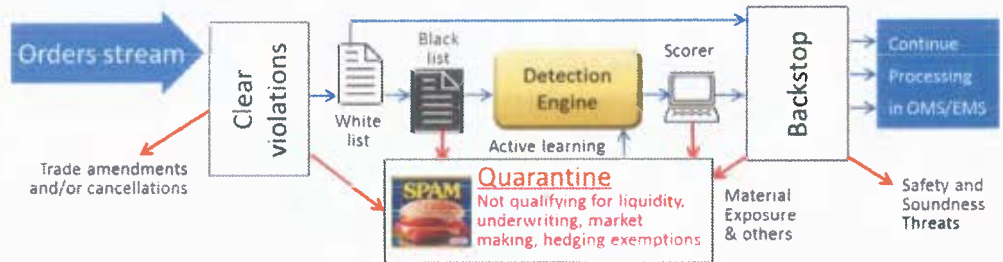 Orders stream
Clear
violations
White
list
Black
list
Detection
Engine
Scorer
Backstop
Continue
Processing
in OMS/EMS
Trade amendments
and/or cancellations
Active learning
SPAM
Quarantine
Not qualifying for liquidity,
underwriting, market
making, hedging exemptions
Material
Exposure
& others
Safety and
Soundness
Threats